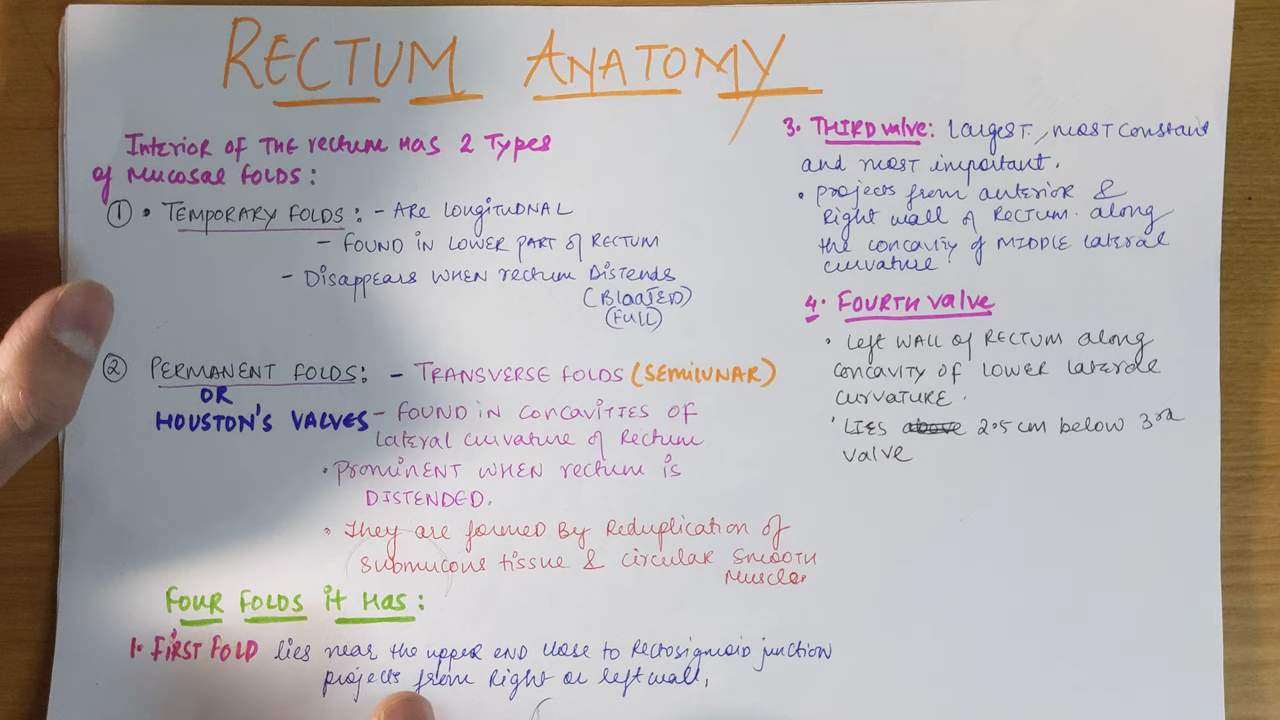 RECTUM ANATOMY
Interior of THE rectum Has 2 Types
of Mucosal FOLDS:
① • TEMPORARY FOLDS: - ARE LONGITUDNAL
- FOUND IN LOWER PART of RECTUM
- Disappears WHEN rectum DISTENDS
(BLOATED)
(FULL)
② PERMANENT FOLDS: - TRANSVERSE FOLDS (SEMILUNAR)
OR
HOUSTON'S VALVES - FOUND IN CONCAVITIES OF
lateral curvature of Rectum
• Prominent WHEN rectum is
DISTENDED.
• They are formed By Reduplication of
submucous tissue & circular SMOOTH
Muscle.
FOUR FOLDS it HAS:
1. FIRST FOLD lies near the upper END close to Rectosigmoid junction
projects from Right or left wall,
3. THIRD valve: largest, most constant
and most important.
• projects from anterior &
Right wall of RECTUM. along
the concavity of MIDDLE lateral
curvature
4. FOURTH valve
• left WALL of RECTUM along
concavity of LOWER laterale
curvature.
• LIES above 2.5 cm below 3rd
valve